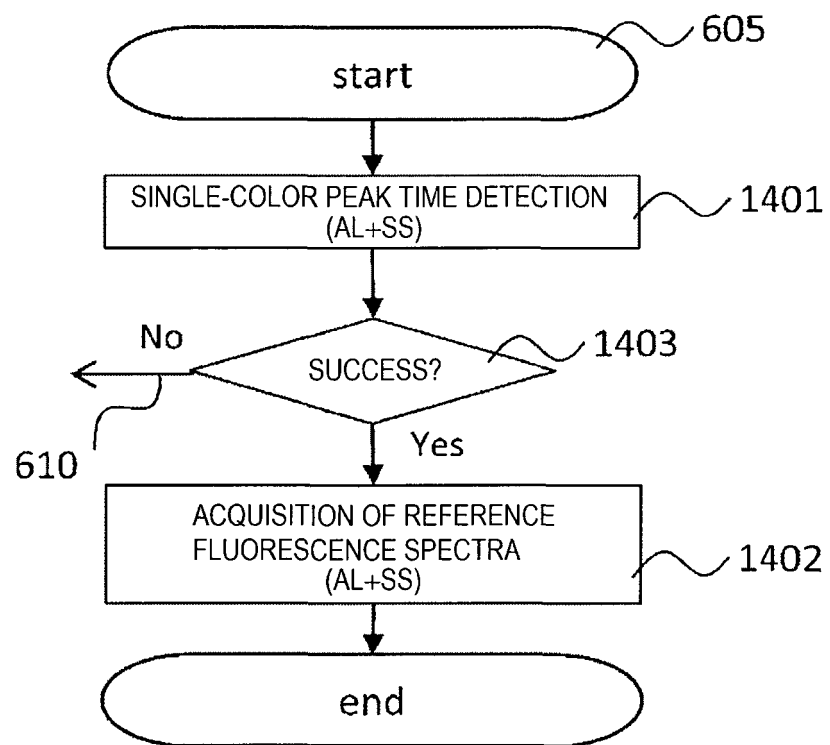 605
start
SINGLE-COLOR PEAK TIME DETECTION
(AL+SS)
1401
No
SUCCESS?
1403
610
Yes
ACQUISITION OF REFERENCE
FLUORESCENCE SPECTRA
(AL+SS)
1402
end